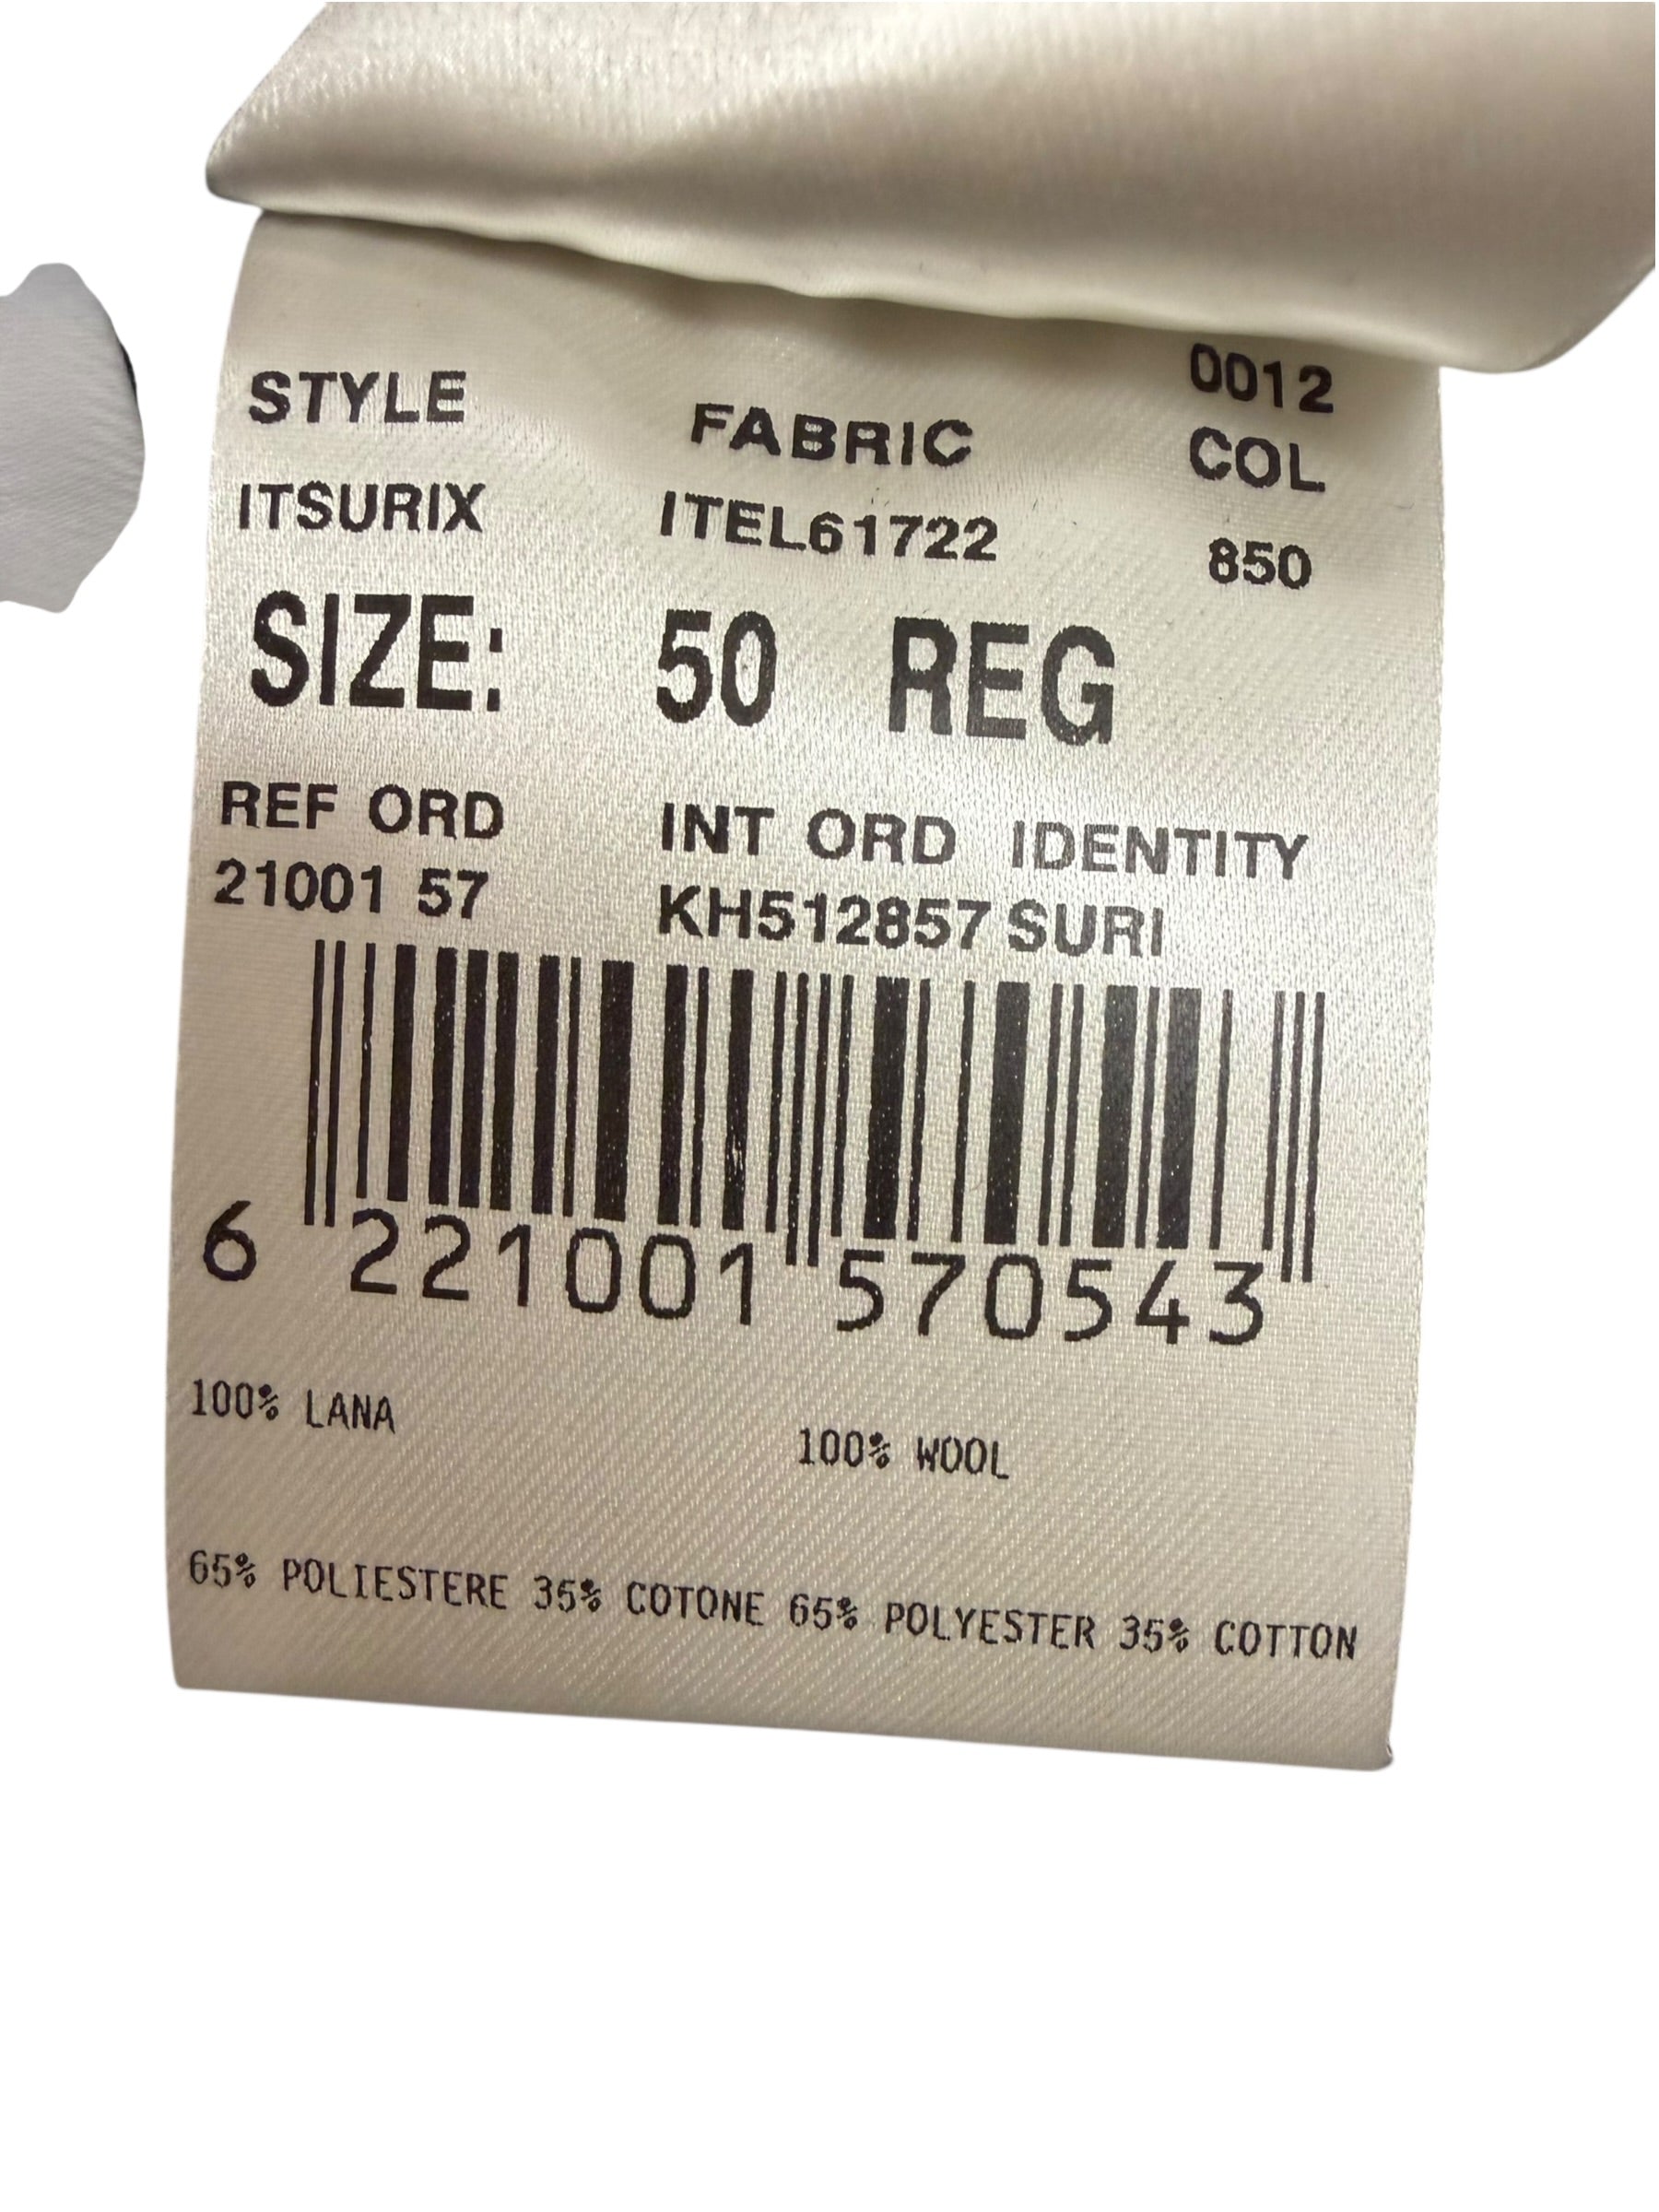 0012
STYLE FABRIC COL
ITSURIX ITEL61722 850
SIZE: 50 REG
REF ORD INT ORD IDENTITY
21001 57 KH512857 SURI
6 221001 570543
100% LANA 100% WOOL
65% POLIESTERE 35% COTONE 65% POLYESTER 35% COTTON